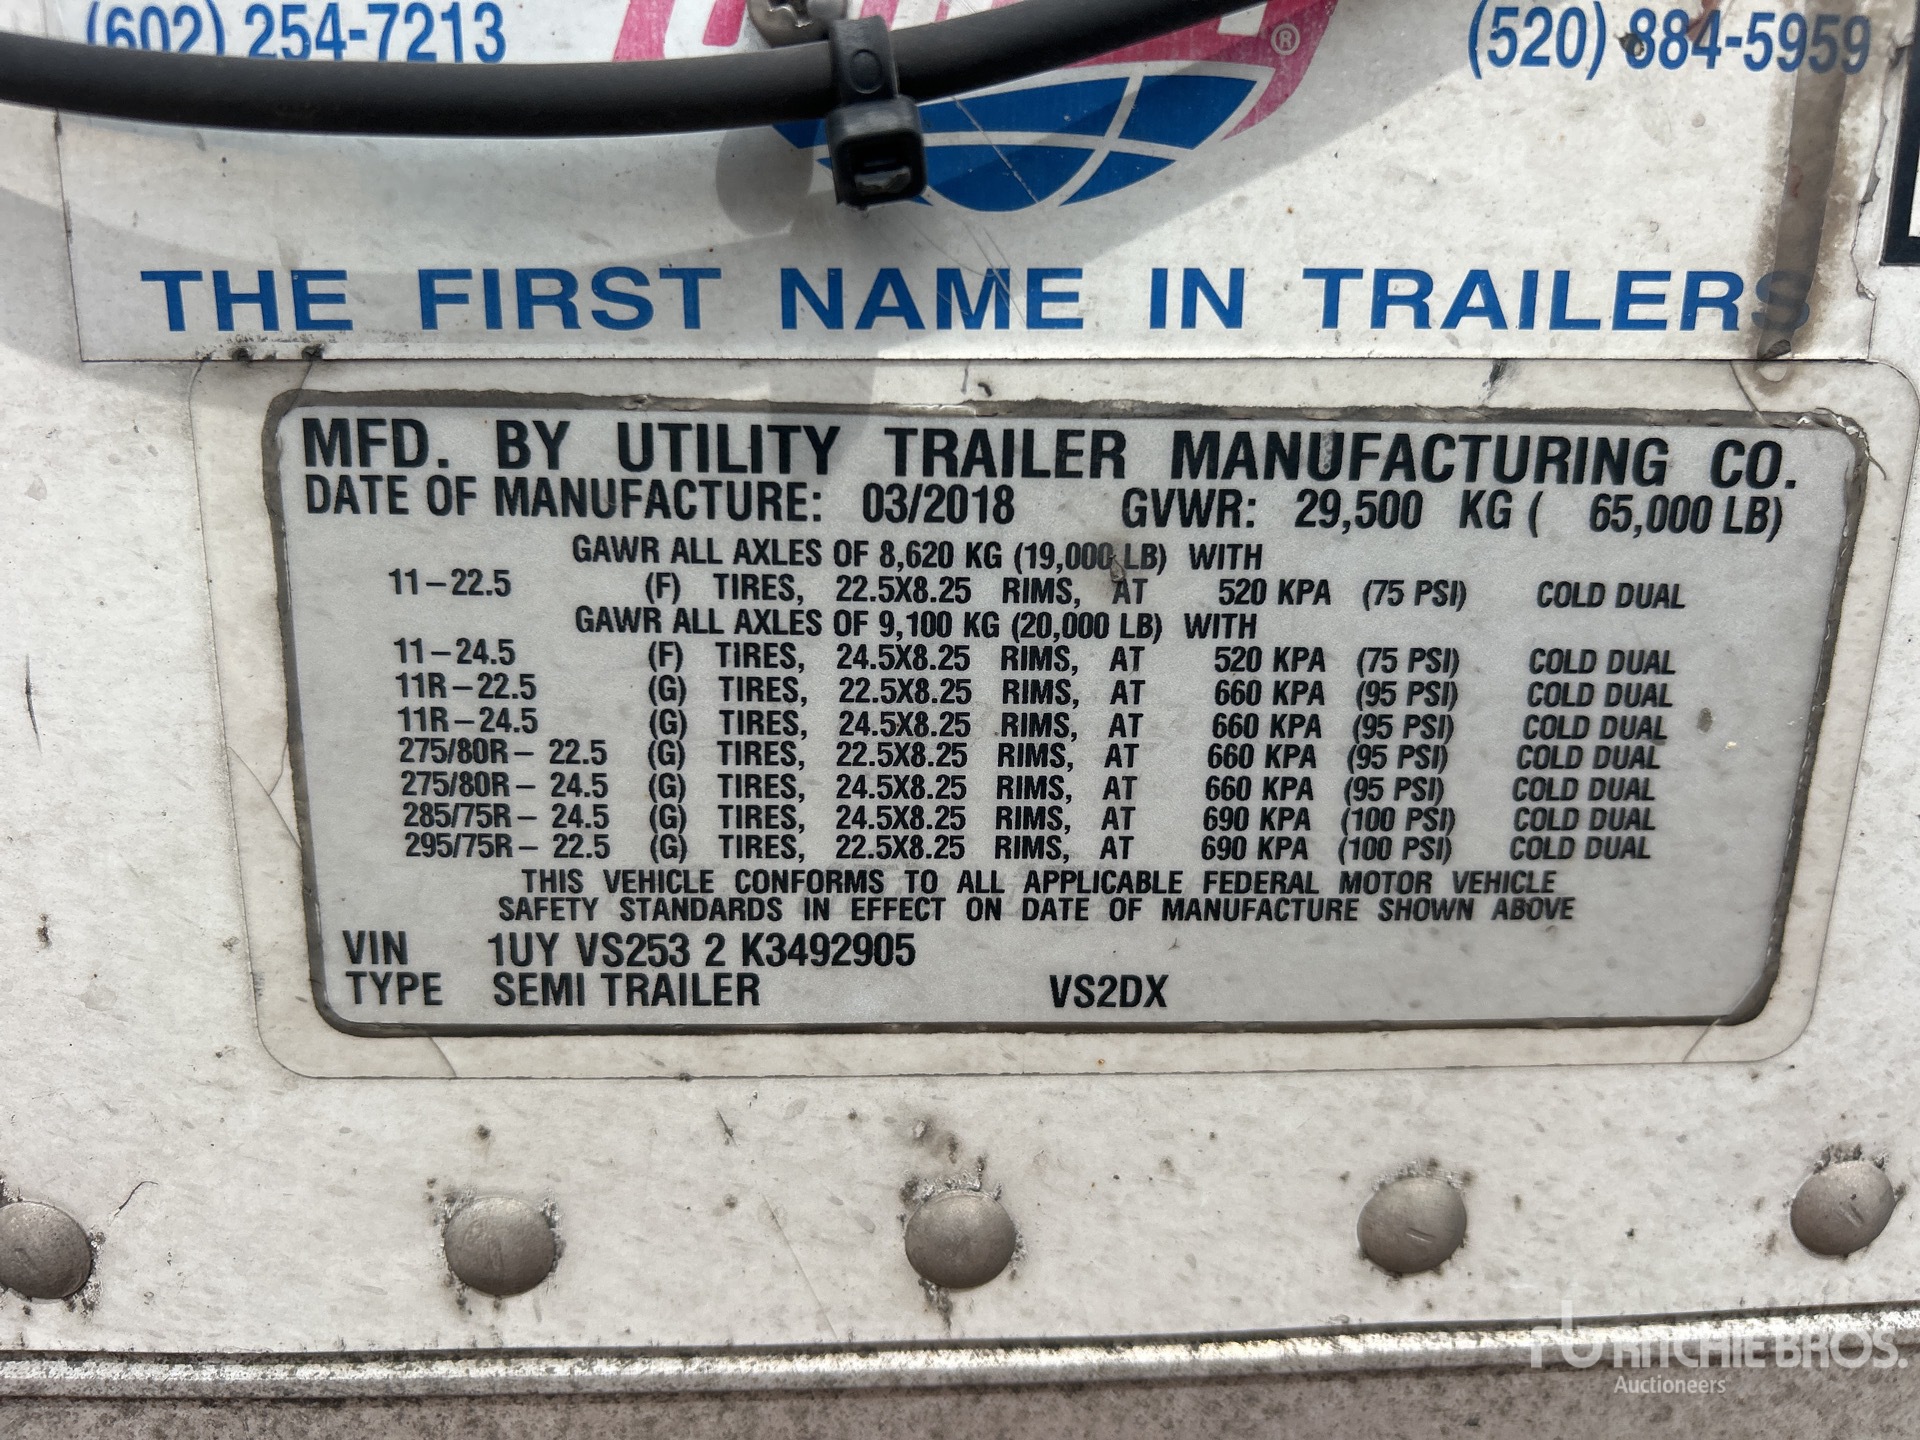 (602) 254-7213
®
(520) 884-5959
THE FIRST NAME IN TRAILERS
MFD. BY UTILITY TRAILER MANUFACTURING CO.
DATE OF MANUFACTURE: 03/2018 GVWR: 29,500 KG ( 65,000 LB)
GAWR ALL AXLES OF 8,620 KG (19,000 LB) WITH
11-22.5 (F) TIRES, 22.5X8.25 RIMS, AT 520 KPA (75 PSI) COLD DUAL
GAWR ALL AXLES OF 9,100 KG (20,000 LB) WITH
11-24.5 (F) TIRES, 24.5X8.25 RIMS, AT 520 KPA (75 PSI) COLD DUAL
11R-22.5 (G) TIRES, 22.5X8.25 RIMS, AT 660 KPA (95 PSI) COLD DUAL
11R-24.5 (G) TIRES, 24.5X8.25 RIMS, AT 660 KPA (95 PSI) COLD DUAL
275/80R- 22.5 (G) TIRES, 22.5X8.25 RIMS, AT 660 KPA (95 PSI) COLD DUAL
275/80R- 24.5 (G) TIRES, 24.5X8.25 RIMS, AT 660 KPA (95 PSI) COLD DUAL
285/75R- 24.5 (G) TIRES, 24.5X8.25 RIMS, AT 690 KPA (100 PSI) COLD DUAL
295/75R- 22.5 (G) TIRES, 22.5X8.25 RIMS, AT 690 KPA (100 PSI) COLD DUAL
THIS VEHICLE CONFORMS TO ALL APPLICABLE FEDERAL MOTOR VEHICLE
SAFETY STANDARDS IN EFFECT ON DATE OF MANUFACTURE SHOWN ABOVE
VIN 1UY VS253 2 K3492905
TYPE SEMI TRAILER VS2DX
RITCHIE BROS.
Auctioneers